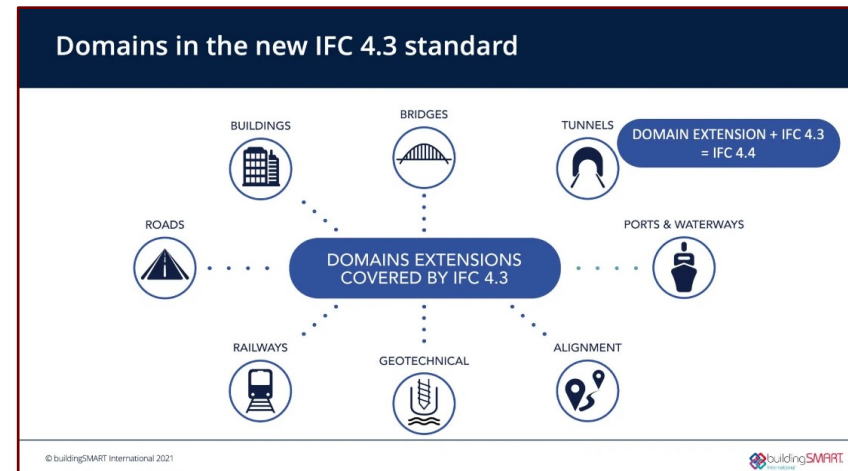 Domains in the new IFC 4.3 standard
BRIDGES
BUILDINGS
TUNNELS
DOMAIN EXTENSION + IFC 4.3
= IFC 4.4
ROADS
PORTS & WATERWAYS
DOMAINS EXTENSIONS
COVERED BY IFC 4.3
RAILWAYS
GEOTECHNICAL
ALIGNMENT
© buildingSMART International 2021
buildingSMART
International